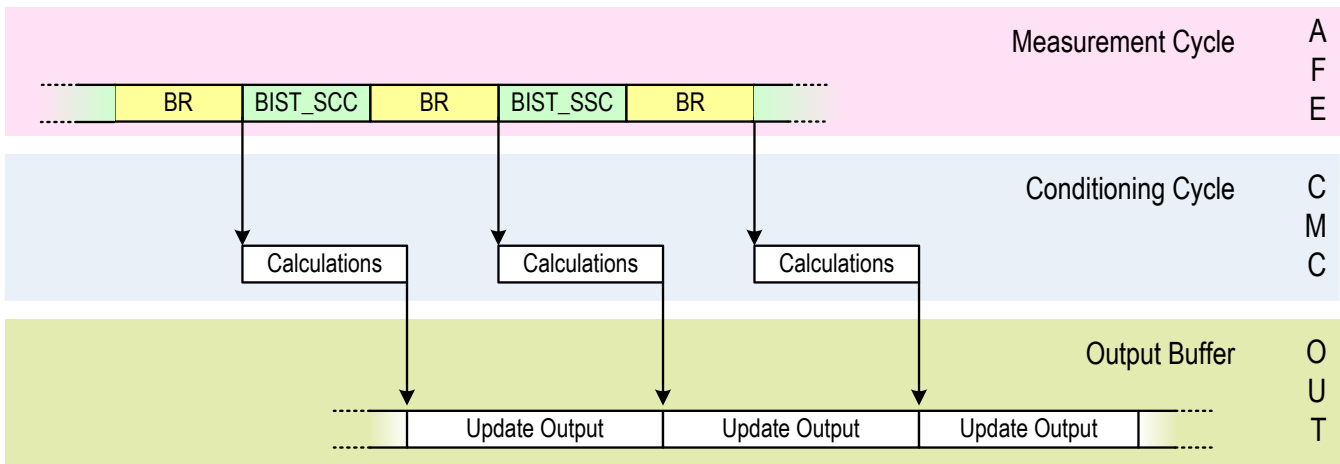 Measurement Cycle
A
F
E
BR BIST_SCC BR BIST_SSC BR
Conditioning Cycle
C
M
C
Calculations Calculations Calculations
Output Buffer
O
U
T
Update Output Update Output Update Output